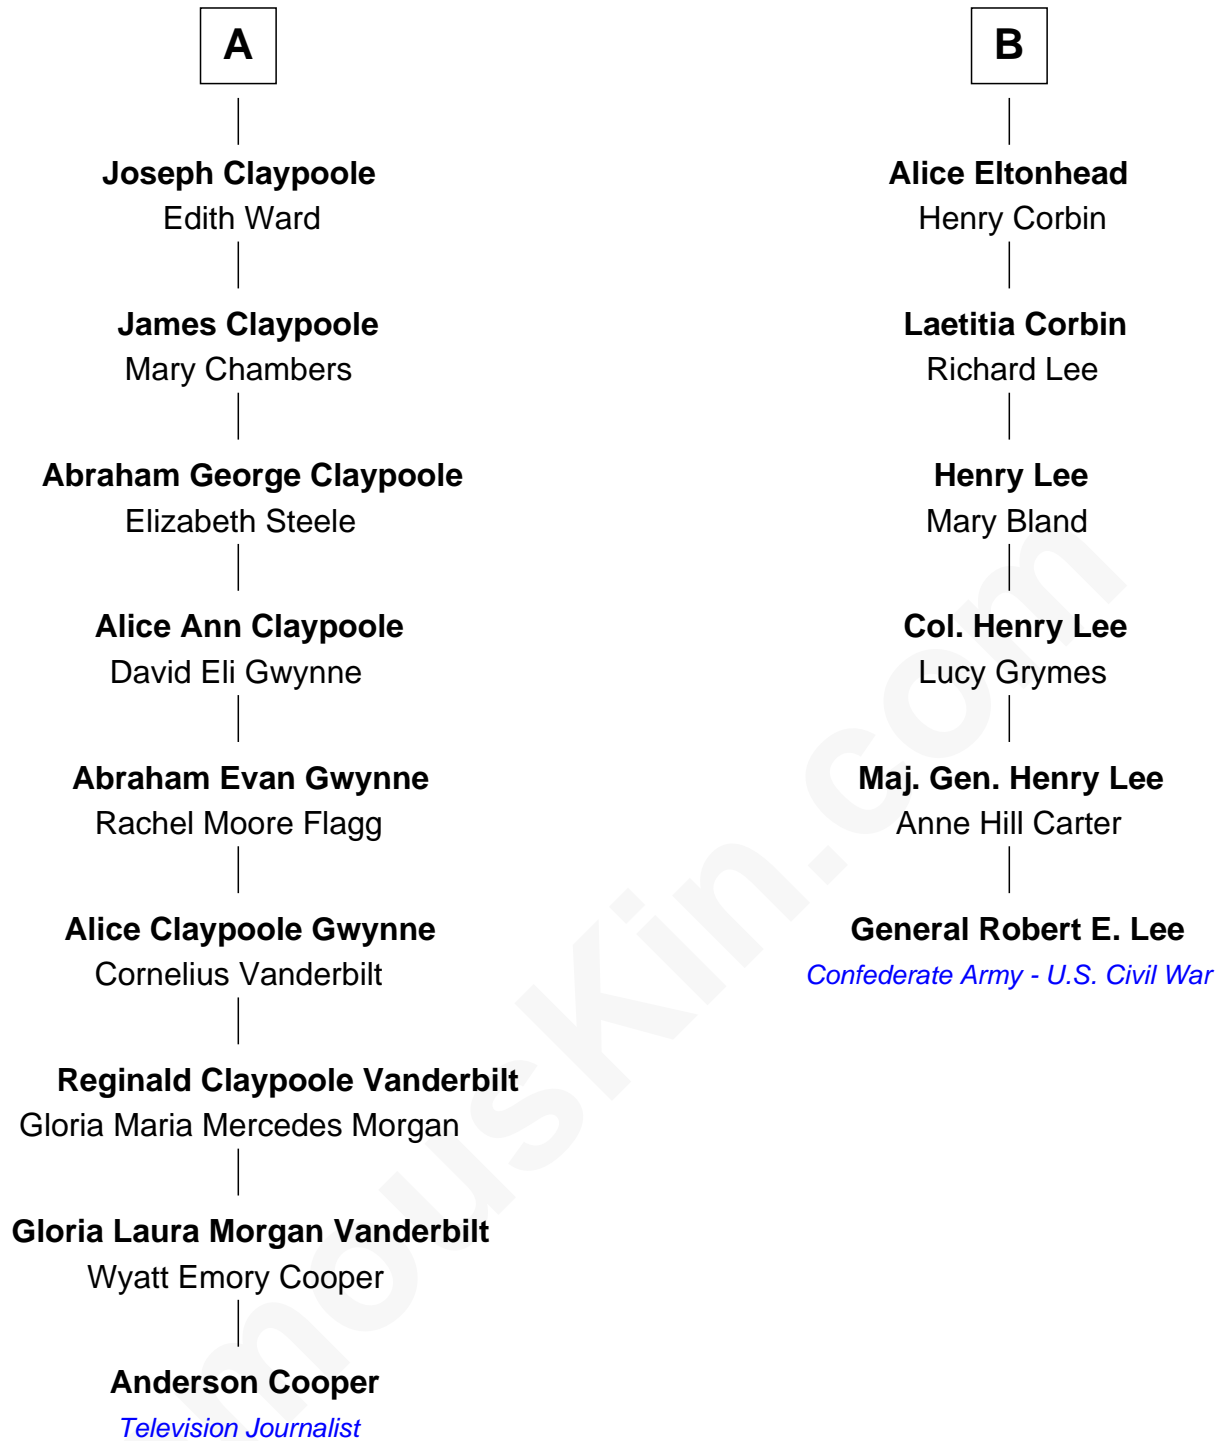 A
Joseph Claypoole
Edith Ward
James Claypoole
Mary Chambers
Abraham George Claypoole
Elizabeth Steele
Alice Ann Claypoole
David Eli Gwynne
Abraham Evan Gwynne
Rachel Moore Flagg
Alice Claypoole Gwynne
Cornelius Vanderbilt
Reginald Claypoole Vanderbilt
Gloria Maria Mercedes Morgan
Gloria Laura Morgan Vanderbilt
Wyatt Emory Cooper
Anderson Cooper
Television Journalist
B
Alice Eltonhead
Henry Corbin
Laetitia Corbin
Richard Lee
Henry Lee
Mary Bland
Col. Henry Lee
Lucy Grymes
Maj. Gen. Henry Lee
Anne Hill Carter
General Robert E. Lee
Confederate Army - U.S. Civil War
mouskin.com